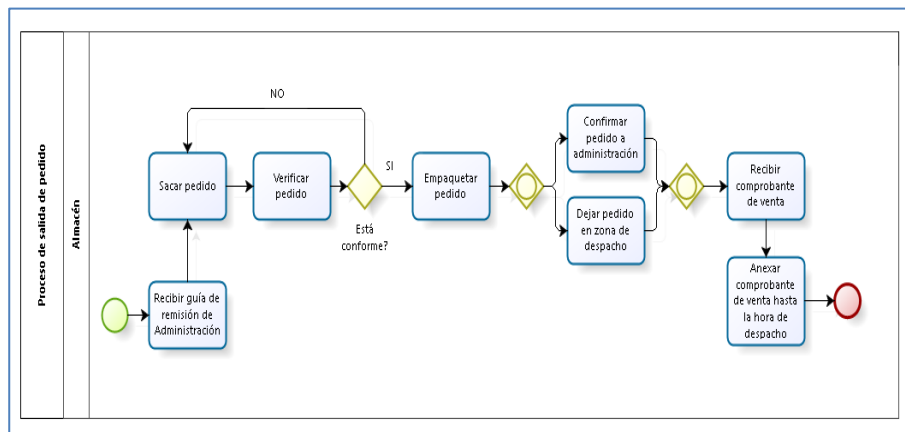 Proceso de salida de pedido
Almacén
Recibir guía de
remisión de
Administración
Sacar pedido
Verificar
pedido
NO
Está
conforme?
SI
Empaquetar
pedido
Confirmar
pedido a
administración
Dejar pedido
en zona de
despacho
Recibir
comprobante
de venta
Anexar
comprobante
de venta hasta
la hora de
despacho